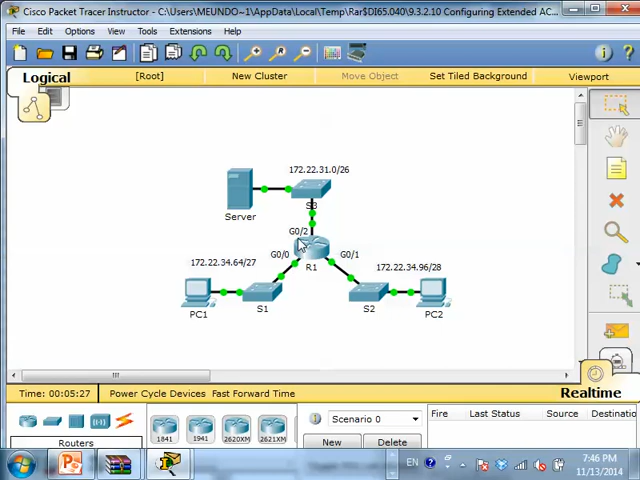 Cisco Packet Tracer Instructor - C:\Users\MEUNDO~1\AppData\Local\Temp\Rar$DI65.040\9.3.2.10 Configuring Extended AC...
File Edit Options View Tools Extensions Help
Logical [Root] New Cluster Move Object Set Tiled Background Viewport
172.22.31.0/26
S3
Server
G0/2
G0/0 G0/1
172.22.34.64/27 R1 172.22.34.96/28
PC1 S1 S2 PC2
Time: 00:05:27 Power Cycle Devices Fast Forward Time Realtime
Scenario 0 Fire Last Status Source Destinatio
1841 1941 2620XM 2621XM
Routers New Delete
EN 7:46 PM
11/13/2014